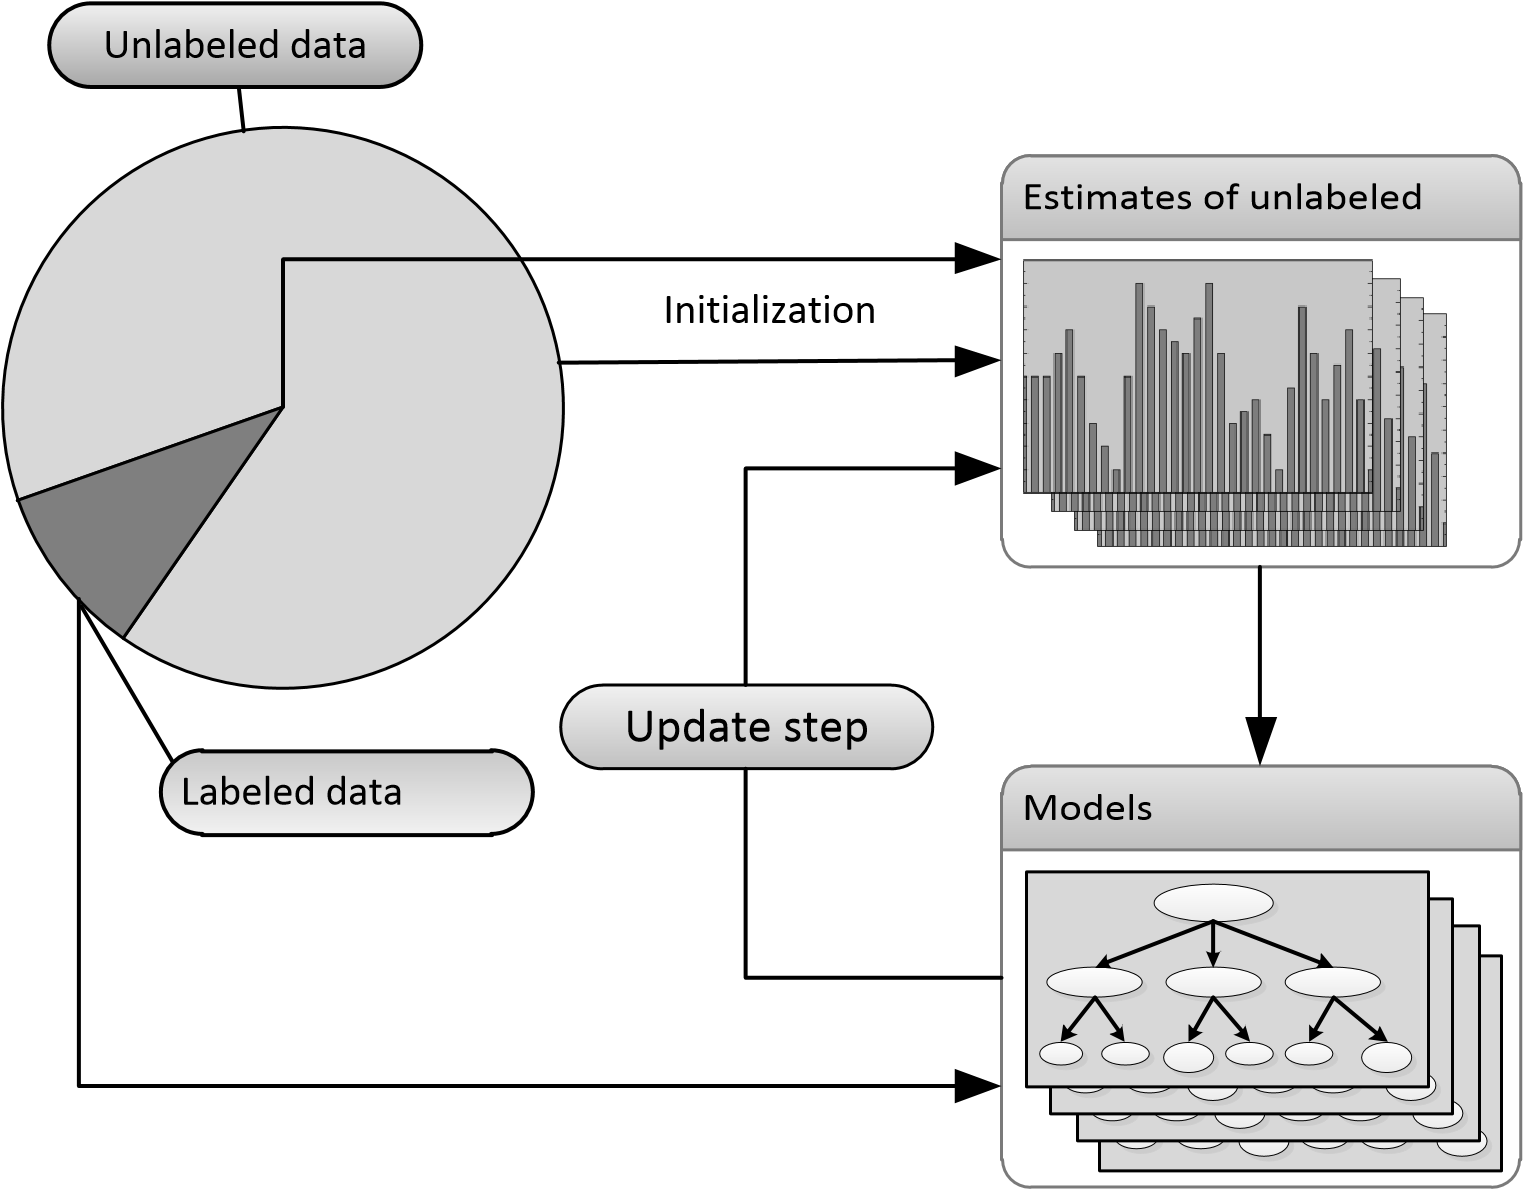 Unlabeled data
Estimates of unlabeled
Initialization
Update step
Labeled data
Models